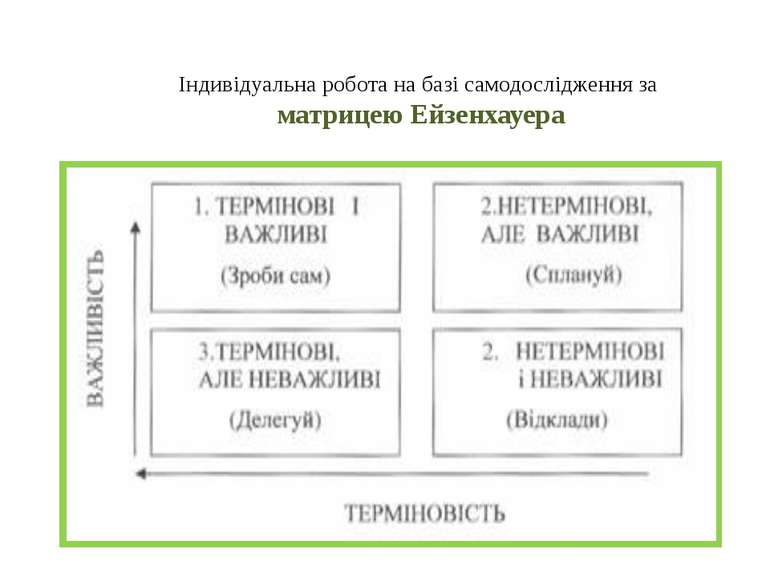 Індивідуальна робота на базі самодослідження за
матрицею Ейзенхауера
1. ТЕРМІНОВІ І
ВАЖЛИВІ
(Зроби сам)
2.НЕТЕРМІНОВІ,
АЛЕ ВАЖЛИВІ
(Сплануй)
ВАЖЛИВІСТЬ
3.ТЕРМІНОВІ,
АЛЕ НЕВАЖЛИВІ
(Делегуй)
2. НЕТЕРМІНОВІ
і НЕВАЖЛИВІ
(Відклади)
ТЕРМІНОВІСТЬ